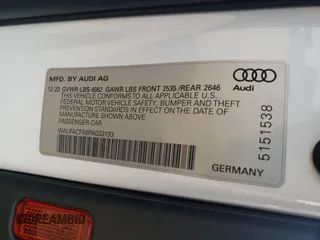 MFD. BY AUDI AG
12.22 GVWR LBS 4982 GAWR LBS FRONT 2535 /REAR 2646
THIS VEHICLE CONFORMS TO ALL APPLICABLE U.S.
FEDERAL MOTOR VEHICLE SAFETY, BUMPER AND THEFT
PREVENTION STANDARDS IN EFFECT ON THE DATE OF
MANUFACTURE SHOWN ABOVE.
PASSENGER CAR
Audi
5151538
GERMANY
BIDREAMBID